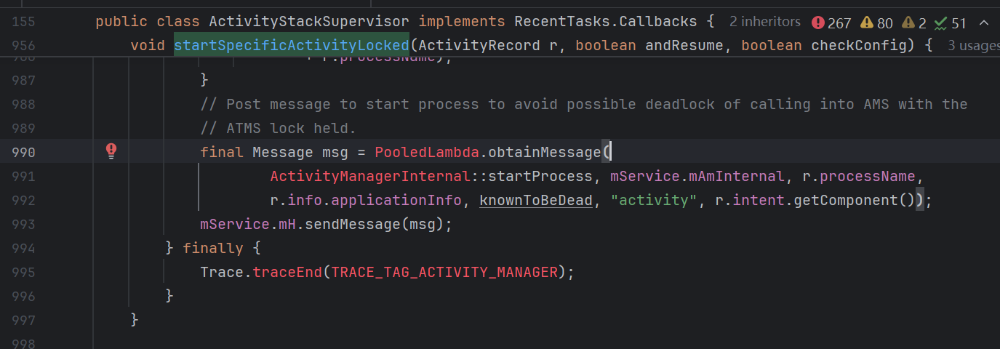 155 public class ActivityStackSupervisor implements RecentTasks.Callbacks { 2 inheritors 267 80 2 51
956 void startSpecificActivityLocked(ActivityRecord r, boolean andResume, boolean checkConfig) { 3 usages
986 + r.processName);
987 }
988 // Post message to start process to avoid possible deadlock of calling into AMS with the
989 // ATMS lock held.
990 final Message msg = PooledLambda.obtainMessage(
991 ActivityManagerInternal::startProcess, mService.mAmInternal, r.processName,
992 r.info.applicationInfo, knownToBeDead, "activity", r.intent.getComponent());
993 mService.mH.sendMessage(msg);
994 } finally {
995 Trace.traceEnd(TRACE_TAG_ACTIVITY_MANAGER);
996 }
997 }
998